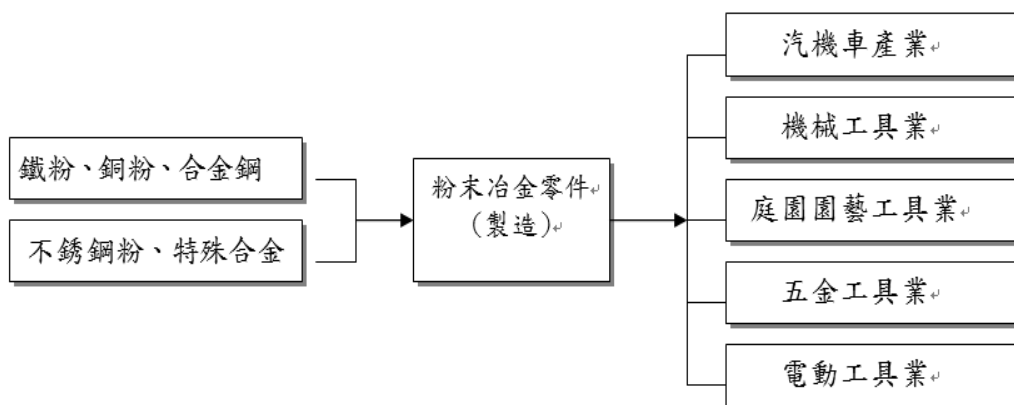 鐵粉、銅粉、合金鋼
不銹鋼粉、特殊合金
粉末冶金零件
(製造)
汽機車產業
機械工具業
庭園園藝工具業
五金工具業
電動工具業